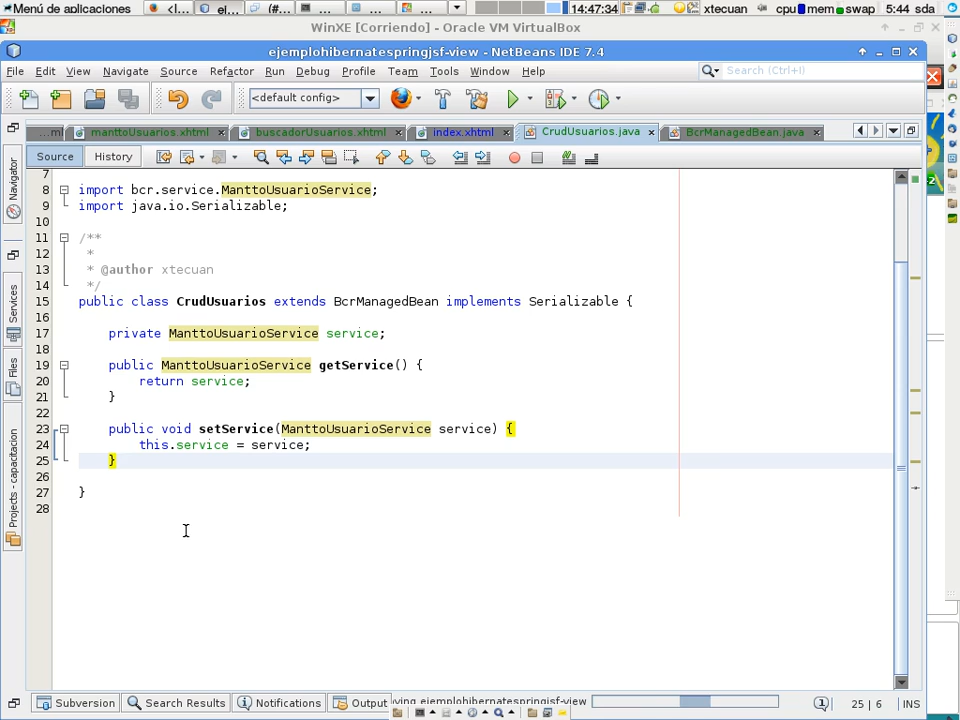 Menú de aplicaciones <l... el... (#... ... ... ... 14:47:34 xtecuan cpu mem swap 5:44 sda
WinXE [Corriendo] - Oracle VM VirtualBox
ejemplohibernatespringjsf-view - NetBeans IDE 7.4
File Edit View Navigate Source Refactor Run Debug Profile Team Tools Window Help Search (Ctrl+I)
<default config>
...ml manttoUsuarios.xhtml buscadorUsuarios.xhtml index.xhtml CrudUsuarios.java BcrManagedBean.java
Source History
Navigator
Services
Files
Projects - capacitacion
7
8 import bcr.service.ManttoUsuarioService;
9 import java.io.Serializable;
10
11 /**
12 *
13 * @author xtecuan
14 */
15 public class CrudUsuarios extends BcrManagedBean implements Serializable {
16
17 private ManttoUsuarioService service;
18
19 public ManttoUsuarioService getService() {
20 return service;
21 }
22
23 public void setService(ManttoUsuarioService service) {
24 this.service = service;
25 }
26
27 }
28
Subversion Search Results Notifications Output ving ejemplohibernatespringjsf-view 1 25 | 6 INS